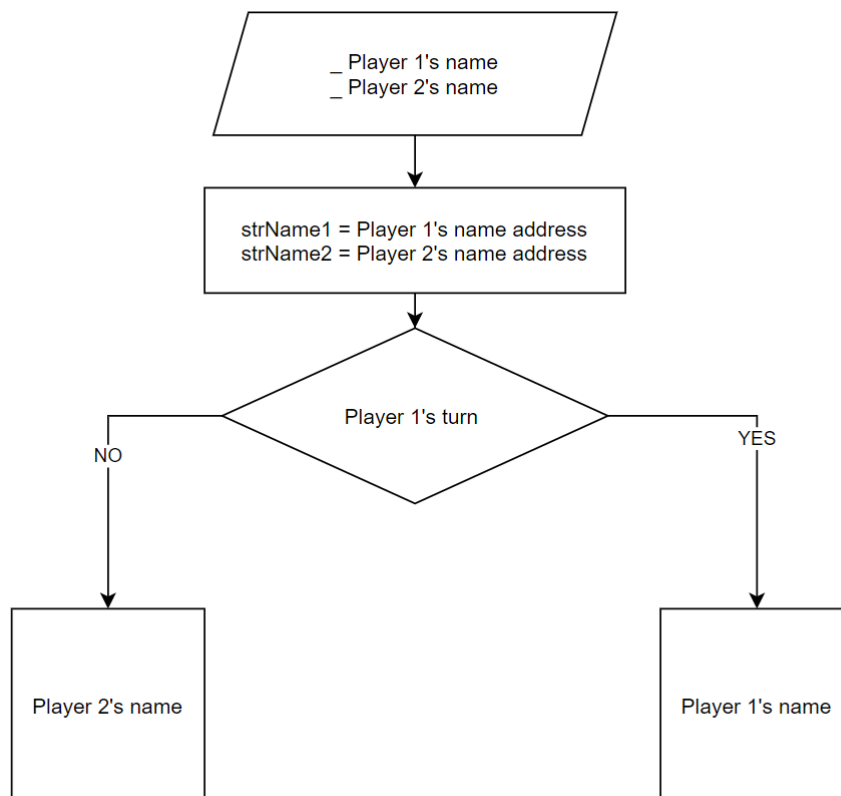 _ Player 1's name
_ Player 2's name
strName1 = Player 1's name address
strName2 = Player 2's name address
Player 1's turn
NO
YES
Player 2's name
Player 1's name